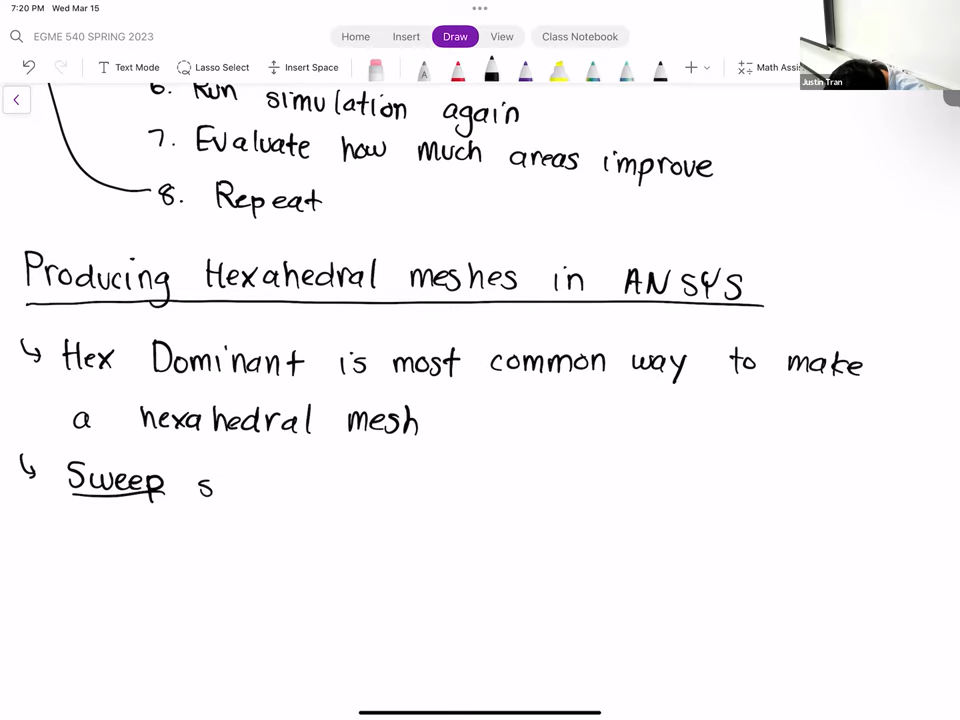 7:20 PM Wed Mar 15
EGME 540 SPRING 2023
Home Insert Draw View Class Notebook
Text Mode Lasso Select Insert Space Math Assis
Justin Tran
6. Run simulation again
7. Evaluate how much areas improve
8. Repeat
Producing Hexahedral meshes in ANSYS
↳ Hex Dominant is most common way to make
a hexahedral mesh
↳ Sweep s